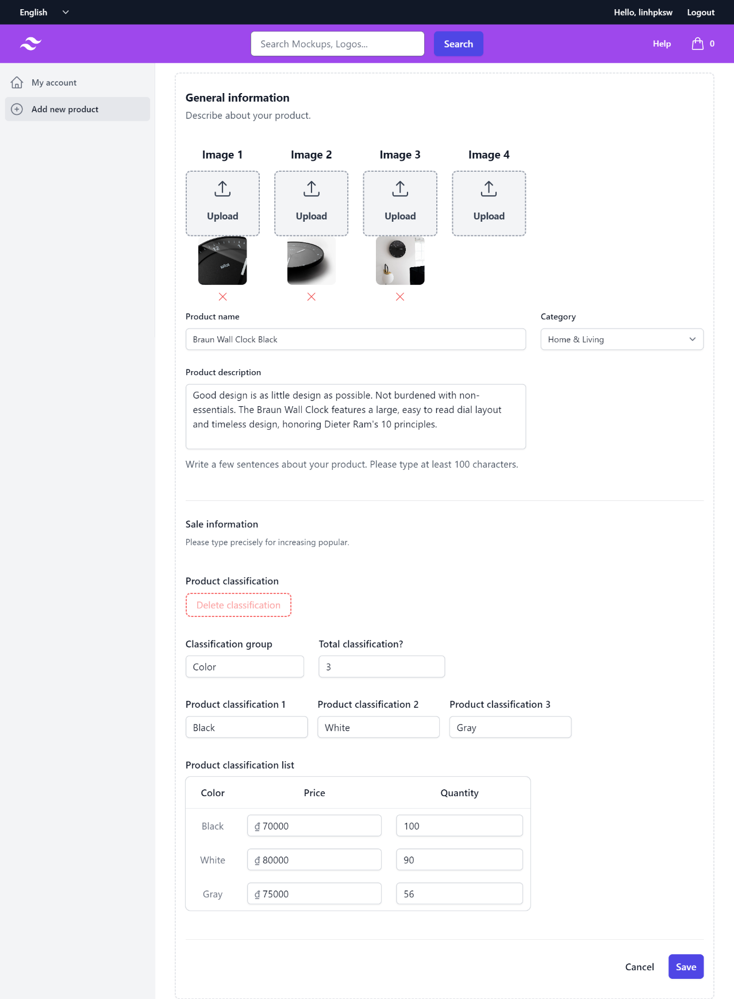 English
Hello, linhpksw
Logout
Search Mockups, Logos...
Search
Help
0
My account
Add new product
General information
Describe about your product.
Image 1
Image 2
Image 3
Image 4
Upload
Upload
Upload
Upload
12
Product name
Category
Braun Wall Clock Black
Home & Living
Product description
Good design is as little design as possible. Not burdened with non-
essentials. The Braun Wall Clock features a large, easy to read dial layout
and timeless design, honoring Dieter Ram's 10 principles.
Write a few sentences about your product. Please type at least 100 characters.
Sale information
Please type precisely for increasing popular.
Product classification
Delete classification
Classification group
Total classification?
Color
3
Product classification 1
Product classification 2
Product classification 3
Black
White
Gray
Product classification list
Color Price Quantity
Black ₫ 70000 100
White ₫ 80000 90
Gray ₫ 75000 56
Cancel
Save